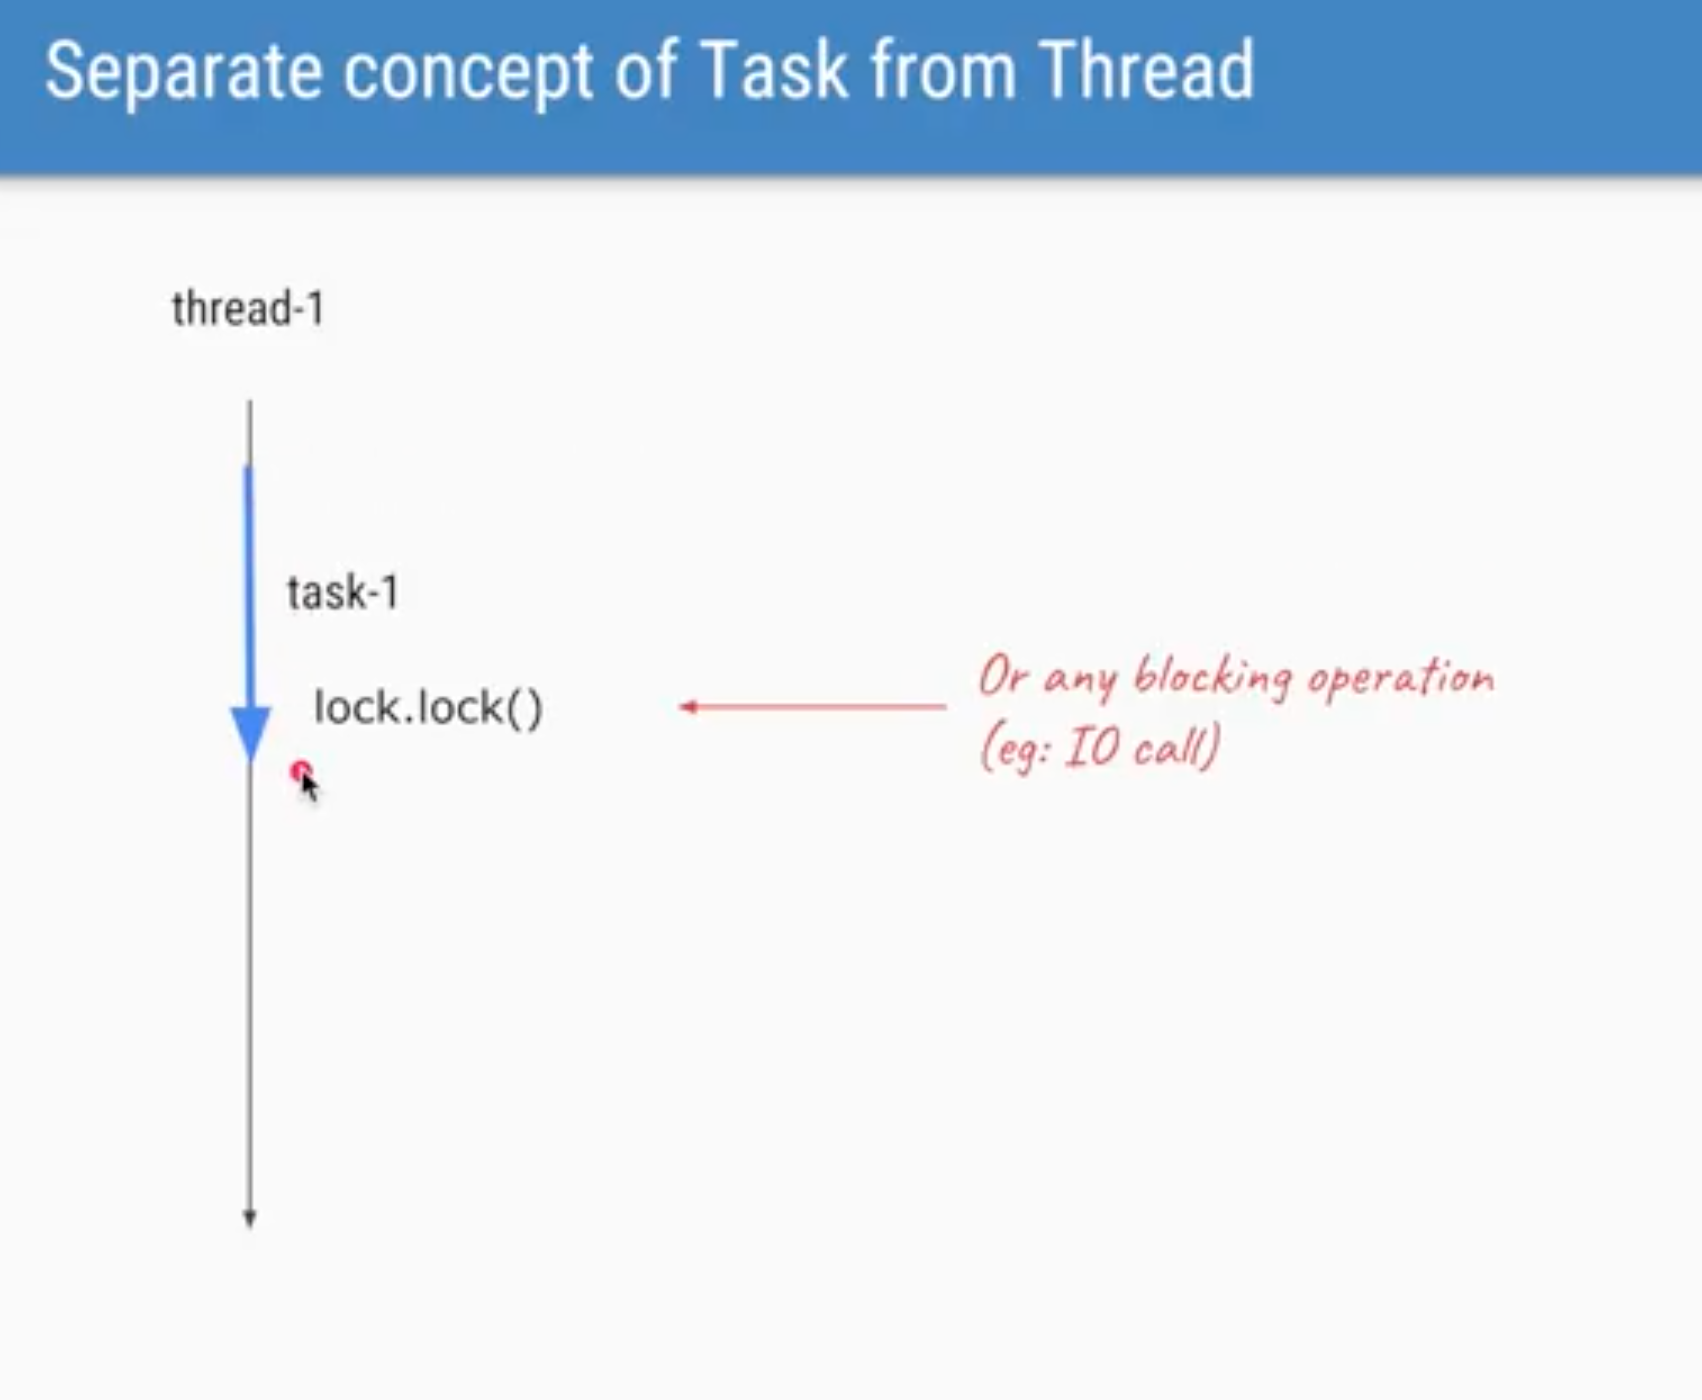 Separate concept of Task from Thread
thread-1
task-1
lock.lock()
Or any blocking operation
(eg: IO call)